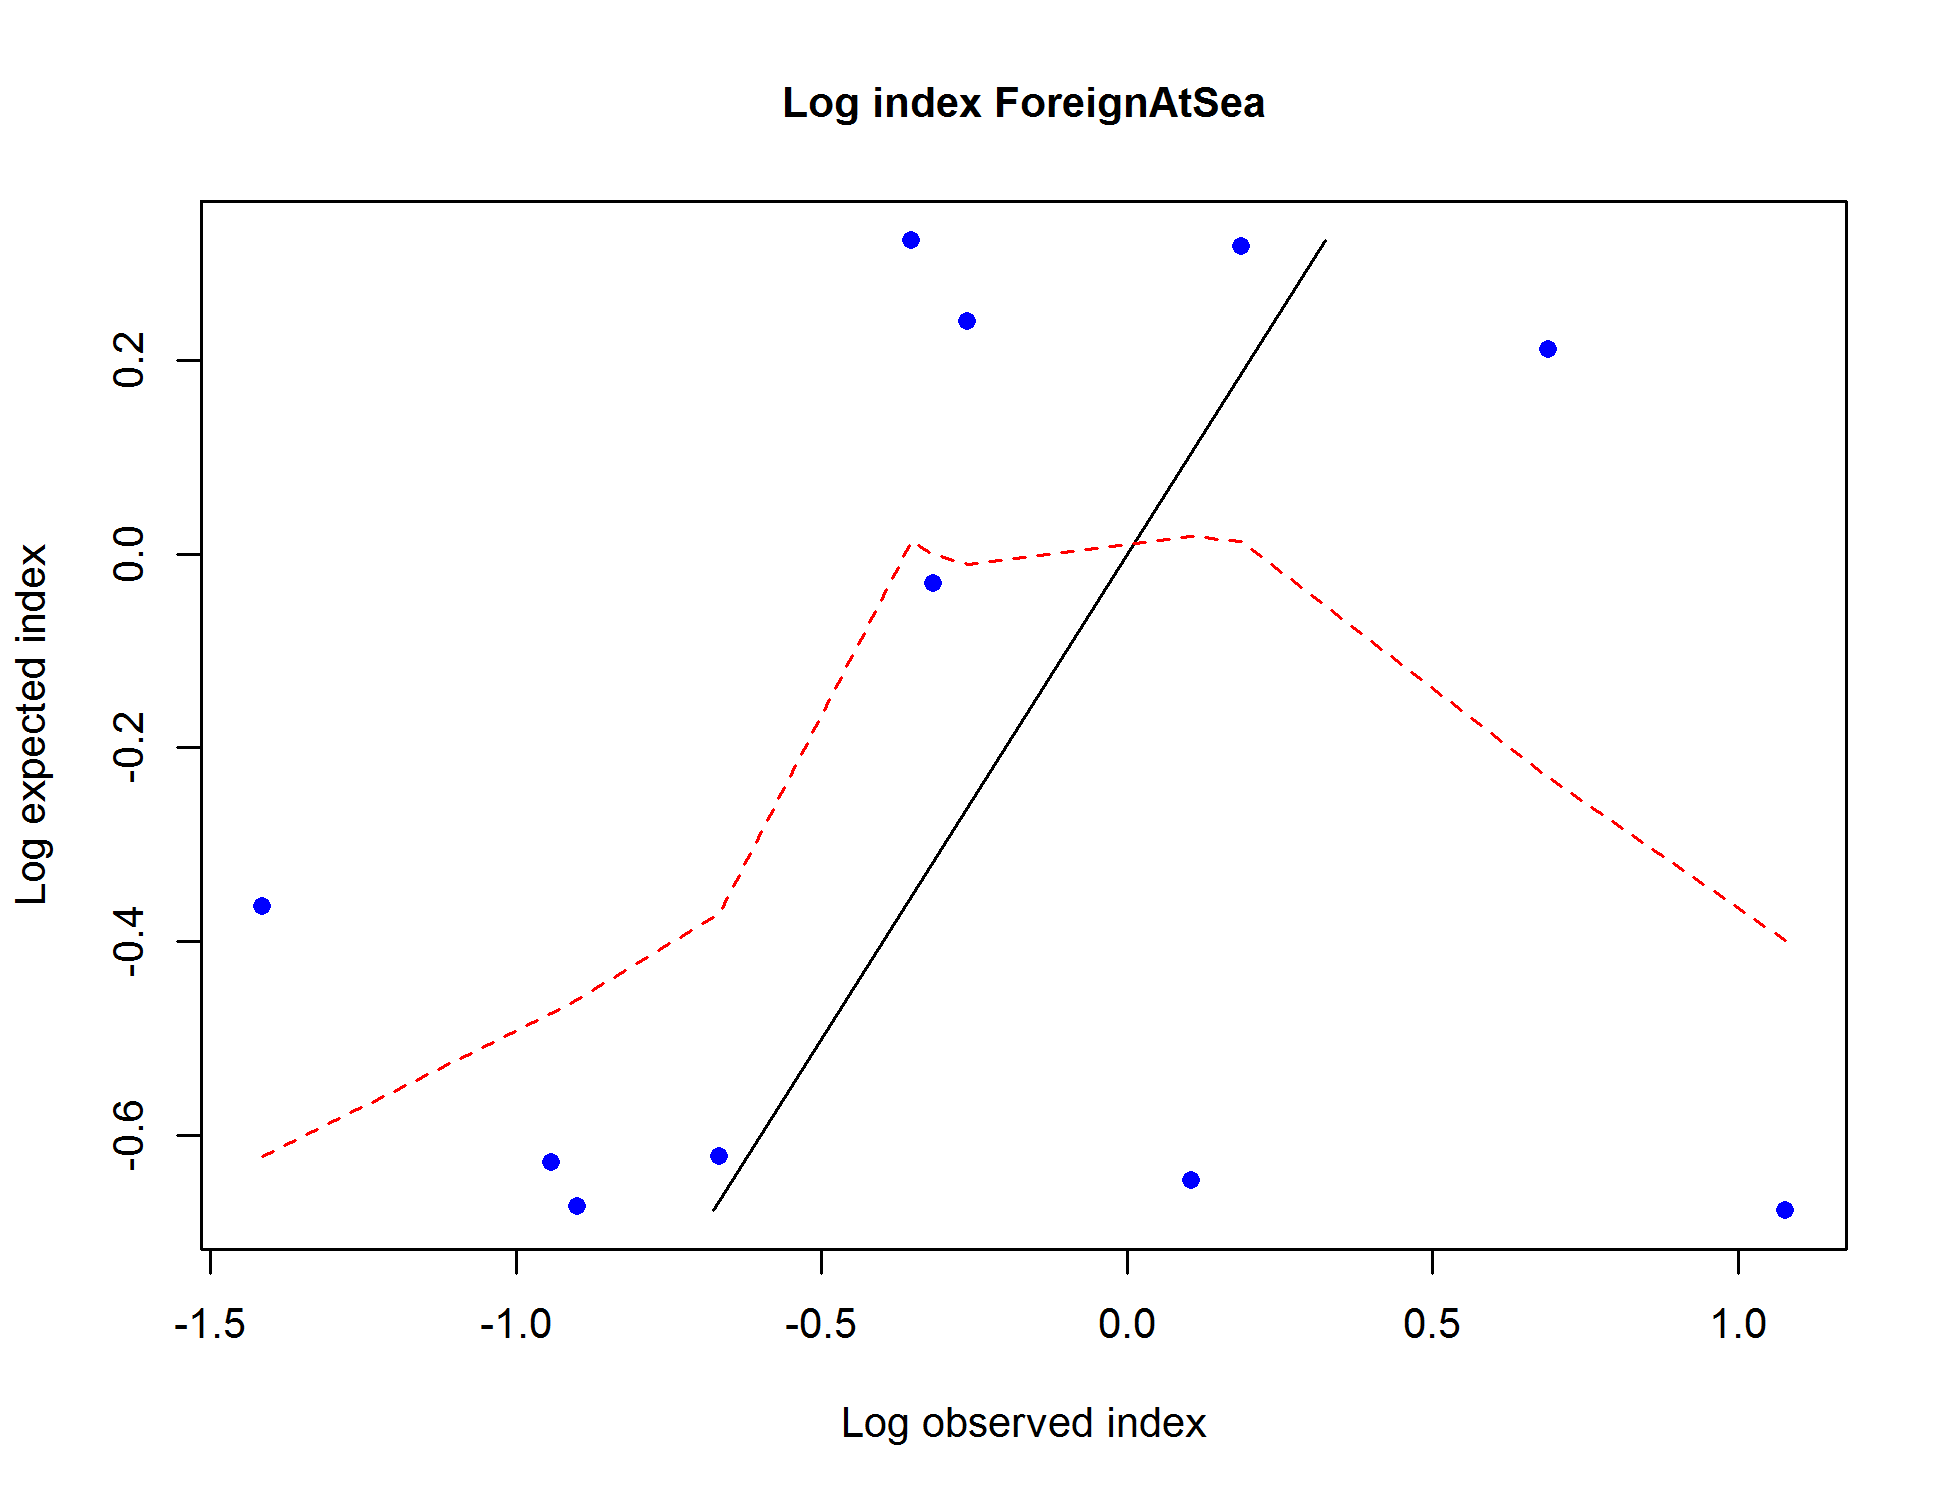 Log index ForeignAtSea
Log expected index
0.2
0.0
-0.2
-0.4
-0.6
-1.5 -1.0 -0.5 0.0 0.5 1.0
Log observed index